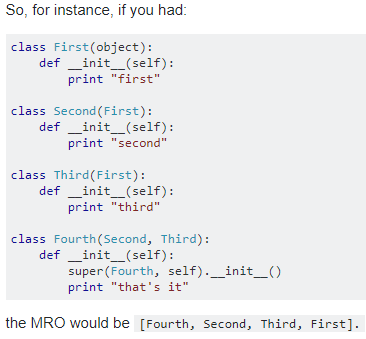 So, for instance, if you had:
class First(object):
    def __init__(self):
        print "first"

class Second(First):
    def __init__(self):
        print "second"

class Third(First):
    def __init__(self):
        print "third"

class Fourth(Second, Third):
    def __init__(self):
        super(Fourth, self).__init__()
        print "that's it"
the MRO would be [Fourth, Second, Third, First].